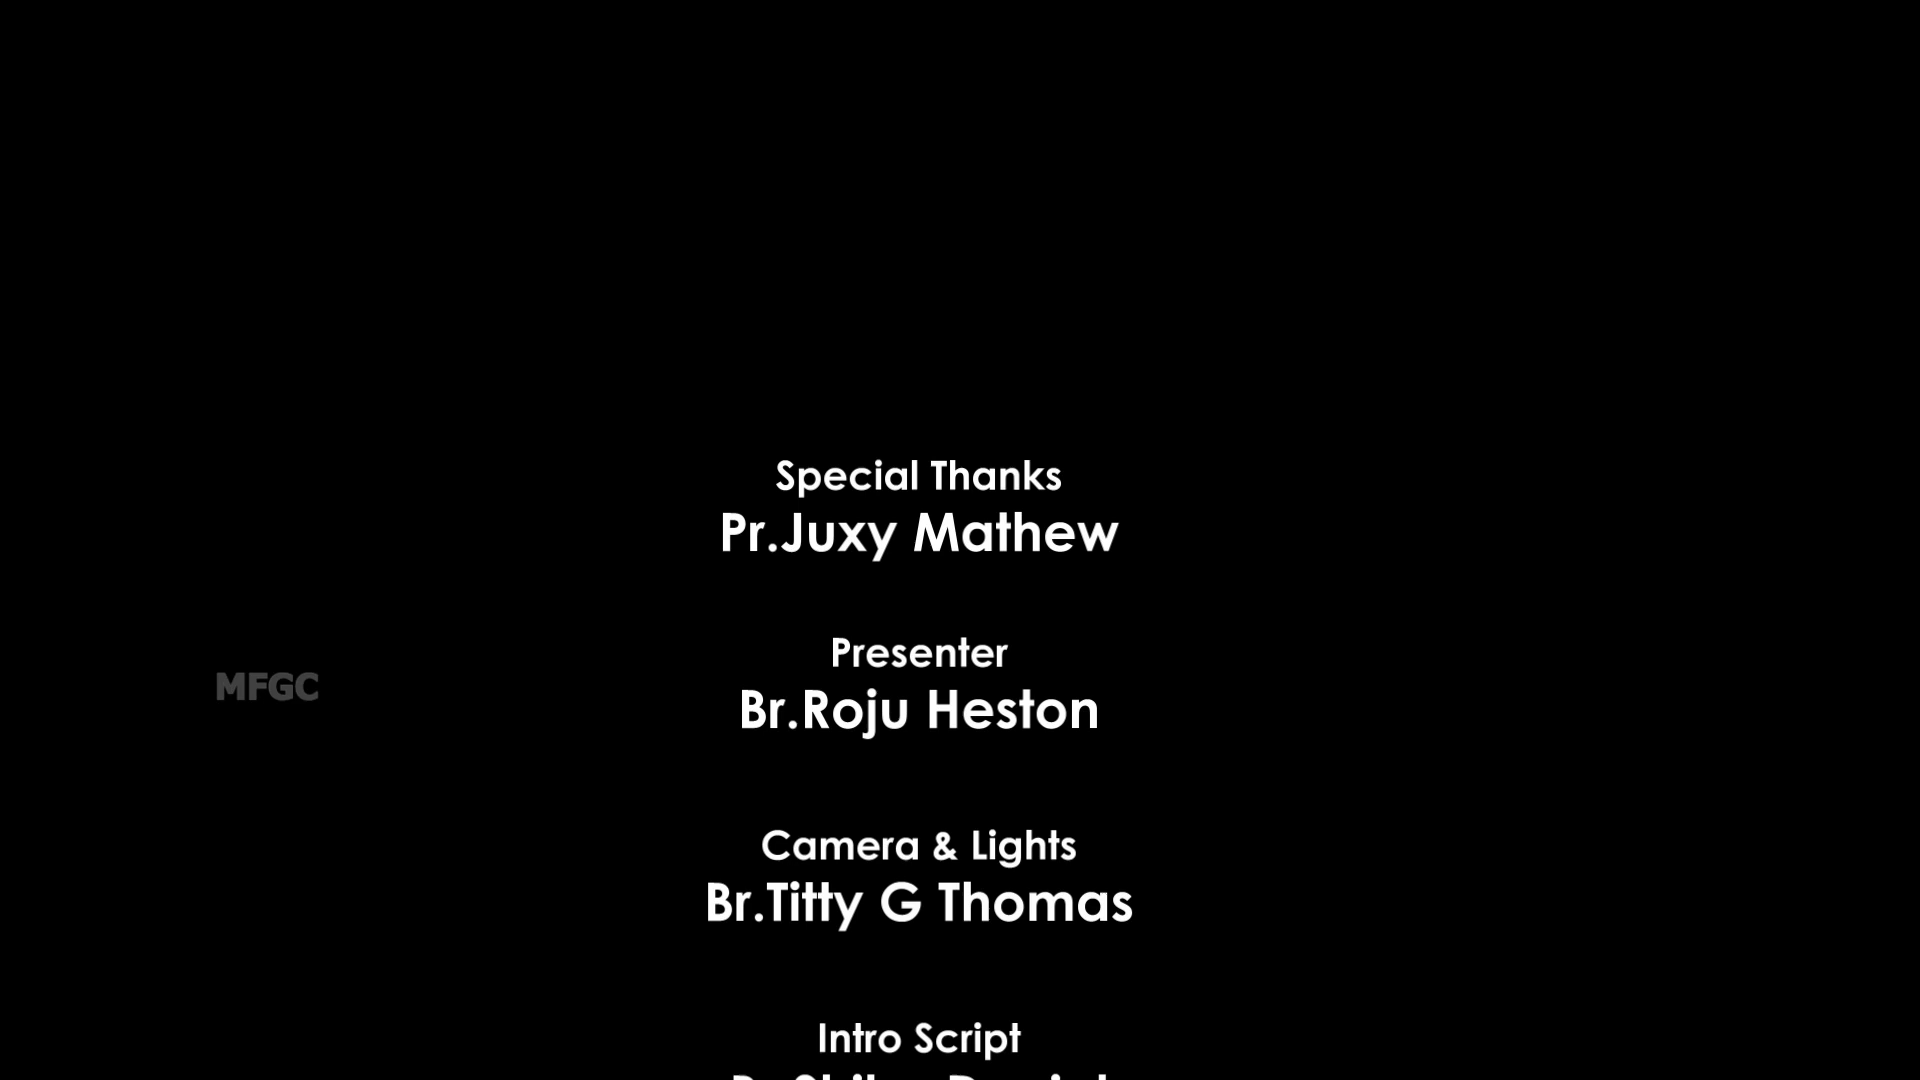 Special Thanks
Pr.Juxy Mathew
Presenter
Br.Roju Heston
MFGC
Camera & Lights
Br.Titty G Thomas
Intro Script